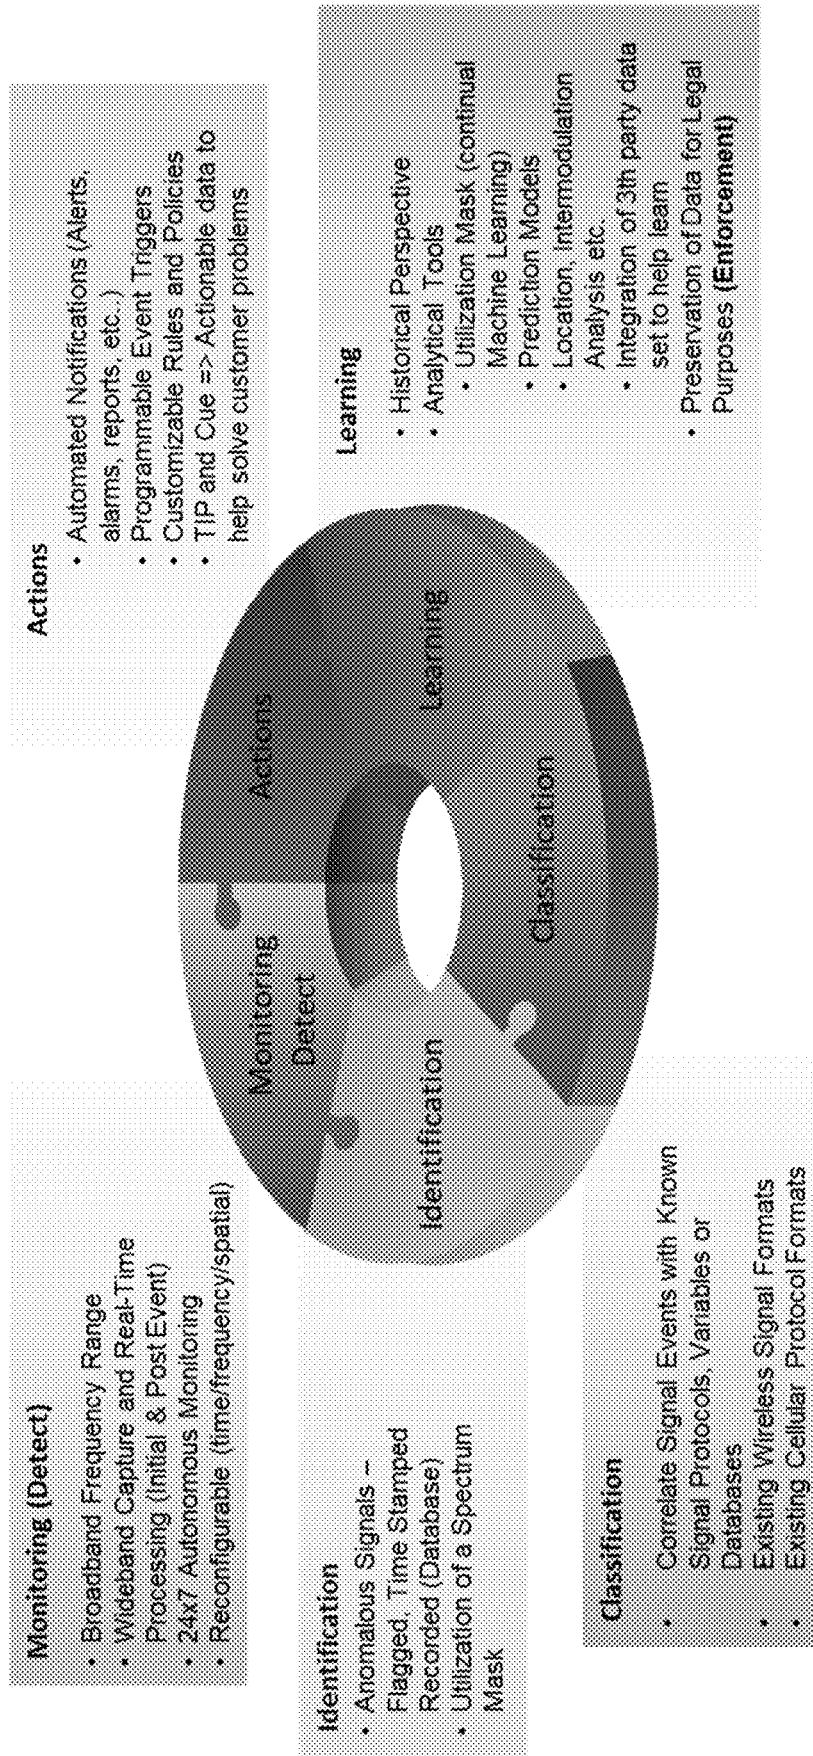 Monitoring (Detect)
• Broadband Frequency Range
• Wideband Capture and Real-Time
Processing (Initial & Post Event)
• 24x7 Autonomous Monitoring
• Reconfigurable (time/frequency/spatial)
Identification
• Anomalous Signals –
Flagged, Time Stamped
Recorded (Database)
• Utilization of a Spectrum
Mask
Classification
• Correlate Signal Events with Known
Signal Protocols, Variables or
Databases
• Existing Wireless Signal Formats
• Existing Cellular Protocol Formats
Monitoring
Detect
Identification
Classification
Actions
Learning
Actions
• Automated Notifications (Alerts,
alarms, reports, etc..)
• Programmable Event Triggers
• Customizable Rules and Policies
• TIP and Cue => Actionable data to
help solve customer problems
Learning
• Historical Perspective
• Analytical Tools
• Utilization Mask (continual
Machine Learning)
• Prediction Models
• Location, Intermodulation
Analysis etc.
• Integration of 3th party data
set to help learn
• Preservation of Data for Legal
Purposes (Enforcement)